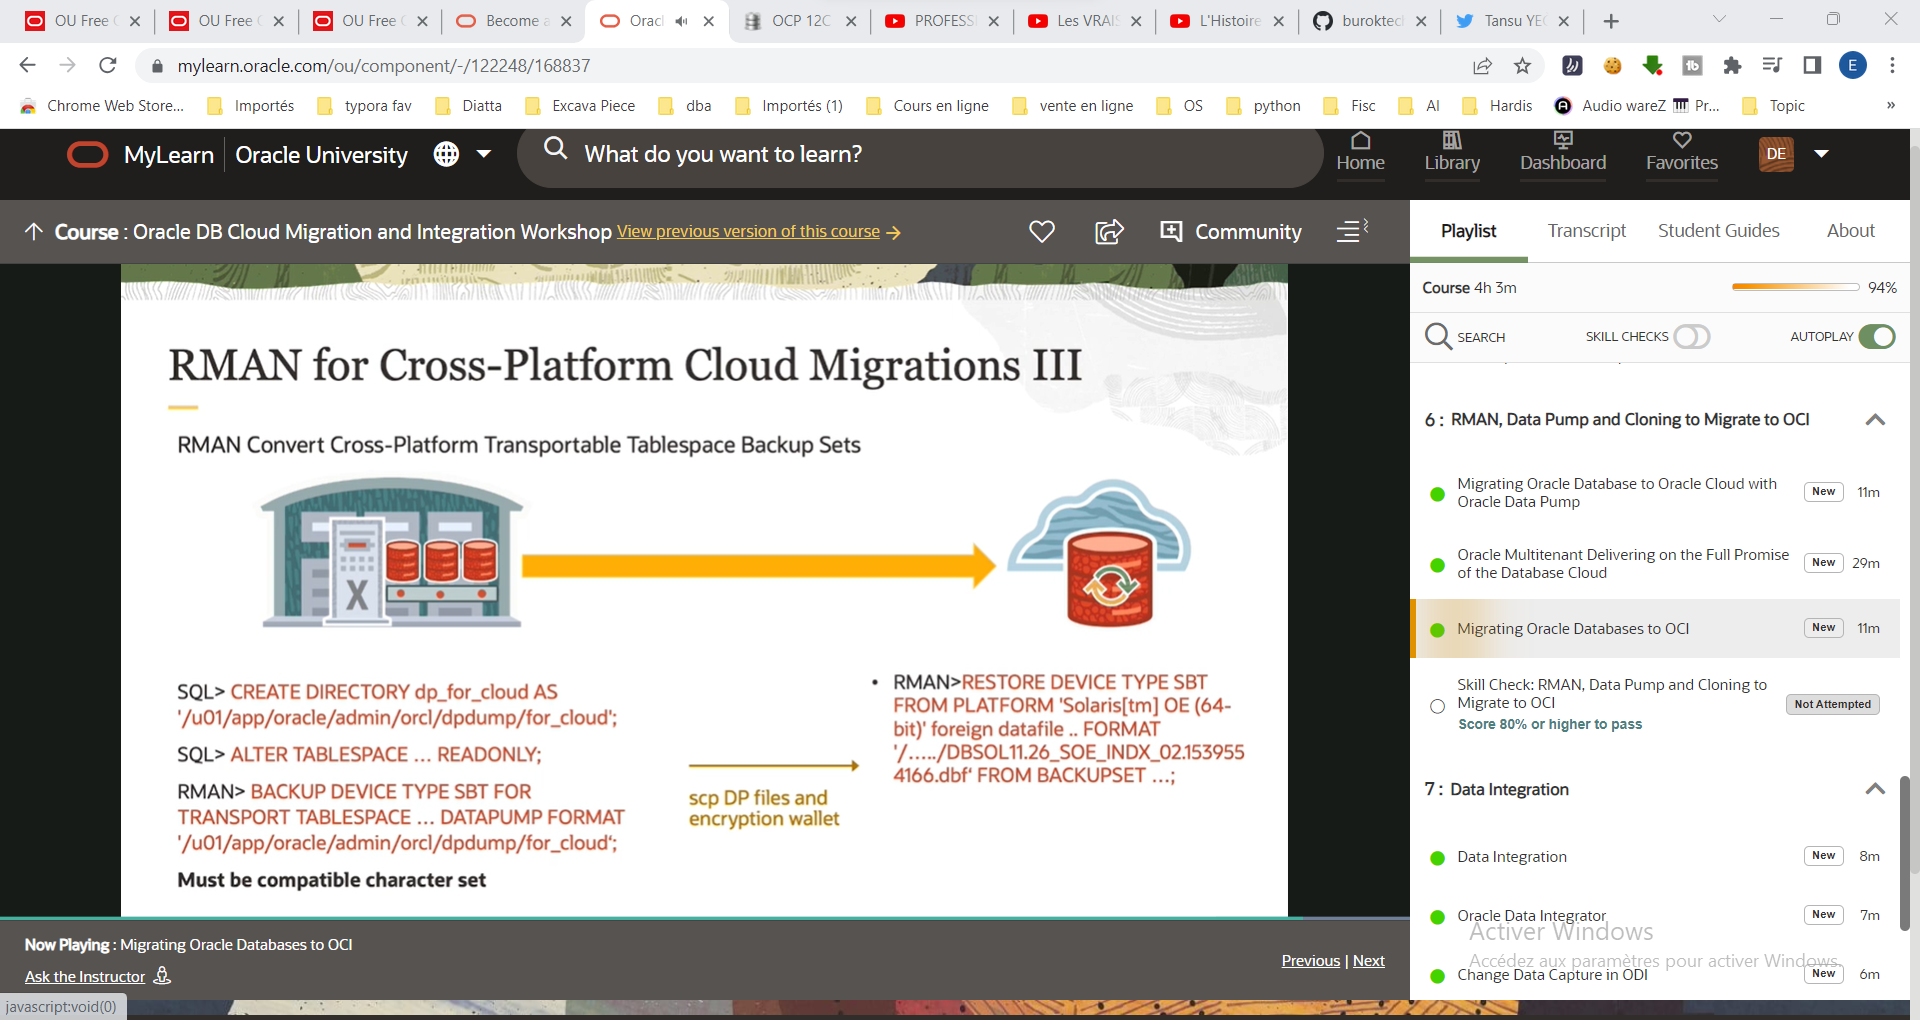 OU Free
OU Free
OU Free
Become a
Oracl
OCP 12C
PROFESS
Les VRAI
L'Histoire
buroktec
Tansu YE
mylearn.oracle.com/ou/component/-/122248/168837
E
Chrome Web Store...
Importés
typora fav
Diatta
Excava Piece
dba
Importés (1)
Cours en ligne
vente en ligne
OS
python
Fisc
AI
Hardis
Audio wareZ
Pr...
Topic
»
MyLearn
Oracle University
What do you want to learn?
Home
Library
Dashboard
Favorites
DE
Course : Oracle DB Cloud Migration and Integration Workshop View previous version of this course
Community
Playlist
Transcript
Student Guides
About
Course 4h 3m
94%
SEARCH
SKILL CHECKS
AUTOPLAY
RMAN for Cross-Platform Cloud Migrations III
RMAN Convert Cross-Platform Transportable Tablespace Backup Sets
X
SQL> CREATE DIRECTORY dp_for_cloud AS
'/u01/app/oracle/admin/orcl/dpdump/for_cloud';
SQL> ALTER TABLESPACE ... READONLY;
RMAN> BACKUP DEVICE TYPE SBT FOR
TRANSPORT TABLESPACE ... DATAPUMP FORMAT
'/u01/app/oracle/admin/orcl/dpdump/for_cloud‘;
Must be compatible character set
scp DP files and
encryption wallet
• RMAN>RESTORE DEVICE TYPE SBT
FROM PLATFORM 'Solaris[tm] OE (64-
bit)' foreign datafile .. FORMAT
'/...../DBSOL11.26_SOE_INDX_02.153955
4166.dbf‘ FROM BACKUPSET ...;
6 : RMAN, Data Pump and Cloning to Migrate to OCI
Migrating Oracle Database to Oracle Cloud with
Oracle Data Pump
New
11m
Oracle Multitenant Delivering on the Full Promise
of the Database Cloud
New
29m
Migrating Oracle Databases to OCI
New
11m
Skill Check: RMAN, Data Pump and Cloning to
Migrate to OCI
Score 80% or higher to pass
Not Attempted
7 : Data Integration
Data Integration
New
8m
Oracle Data Integrator
New
7m
Change Data Capture in ODI
New
6m
Activer Windows
Accédez aux paramètres pour activer Windows.
Now Playing : Migrating Oracle Databases to OCI
Ask the Instructor
Previous | Next
javascript:void(0)